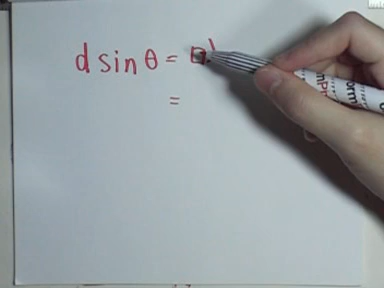 d sin θ =
=